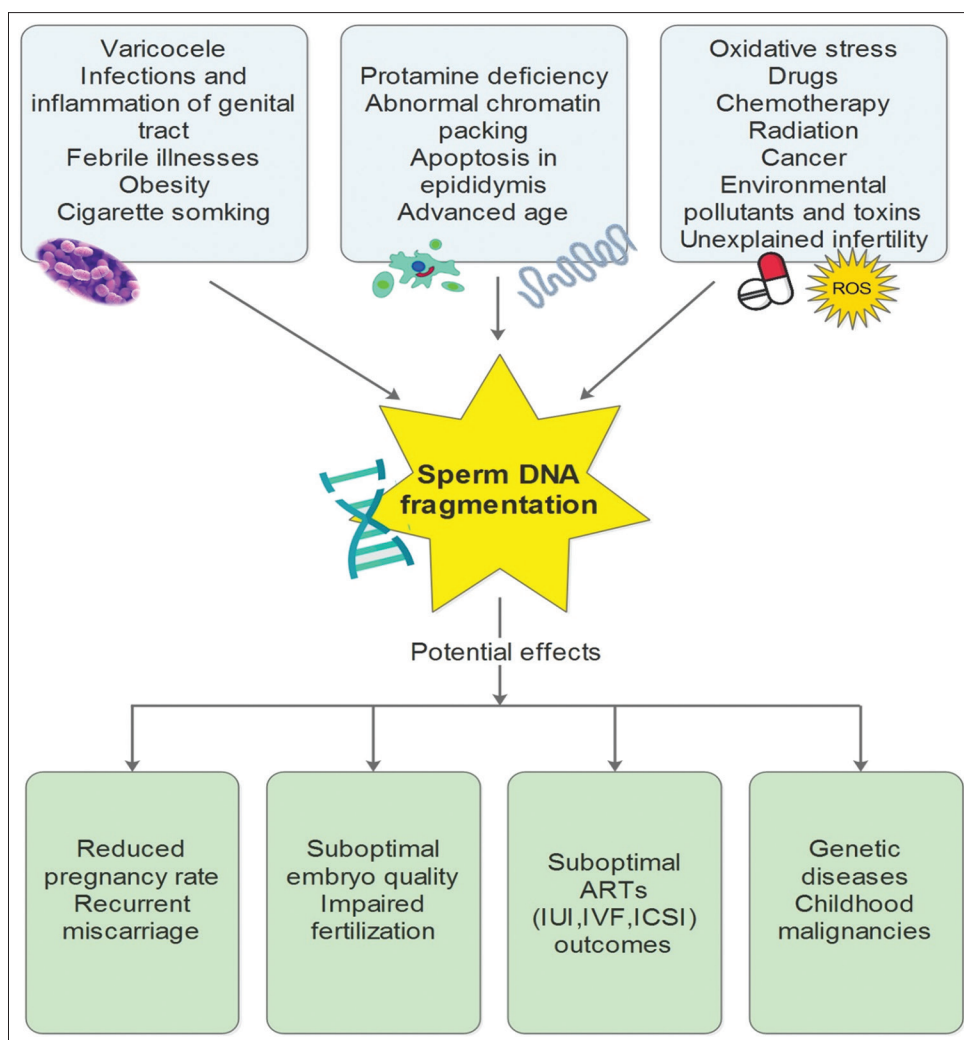 Varicocele
Infections and
inflammation of genital
tract
Febrile illnesses
Obesity
Cigarette somking
Protamine deficiency
Abnormal chromatin
packing
Apoptosis in
epididymis
Advanced age
Oxidative stress
Drugs
Chemotherapy
Radiation
Cancer
Environmental
pollutants and toxins
Unexplained infertility
ROS
Sperm DNA
fragmentation
Potential effects
Reduced
pregnancy rate
Recurrent
miscarriage
Suboptimal
embryo quality
Impaired
fertilization
Suboptimal
ARTs
(IUI,IVF,ICSI)
outcomes
Genetic
diseases
Childhood
malignancies